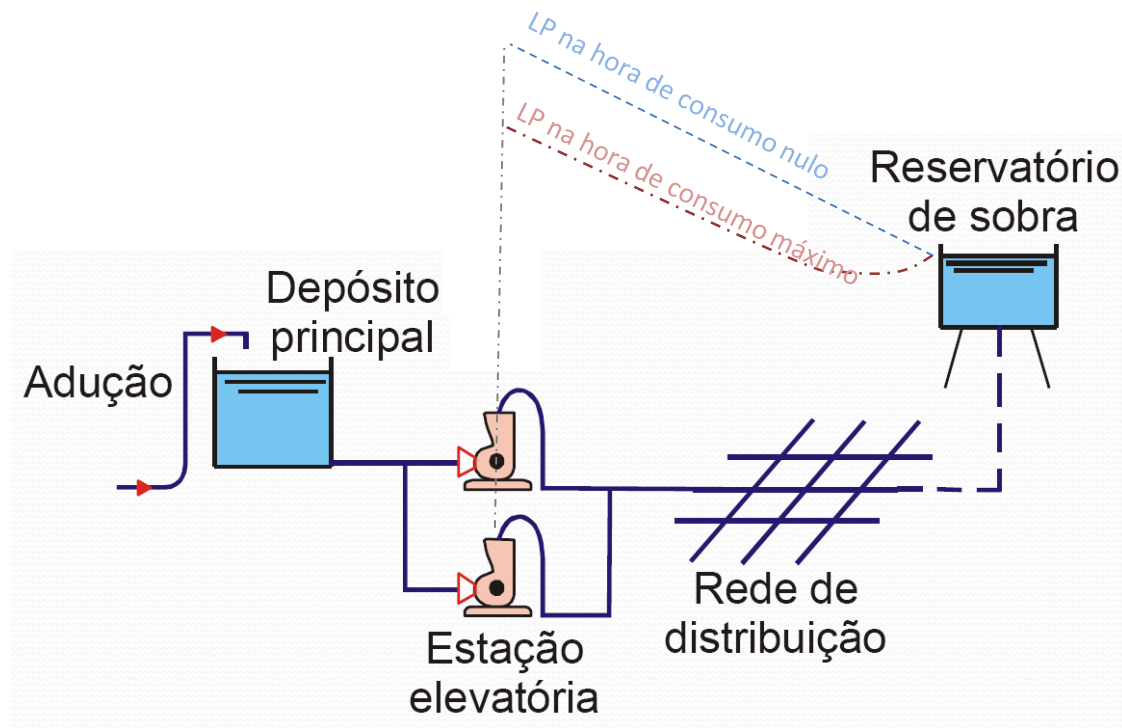 LP na hora de consumo nulo
LP na hora de consumo máximo
Reservatório
de sobra
Depósito
principal
Adução
Rede de
distribuição
Estação
elevatória